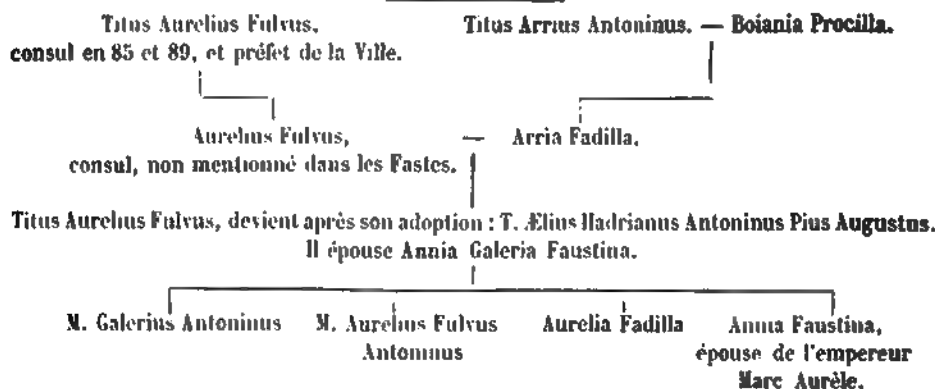 Titus Aurelius Fulvus,
consul en 85 et 89, et préfet de la Ville.
Titus Arrius Antoninus. — Boiania Procilla.
Aurelius Fulvus, — Arria Fadilla.
consul, non mentionné dans les Fastes.
Titus Aurelius Fulvus, devient après son adoption : T. Ælius Hadrianus Antoninus Pius Augustus.
Il épouse Annia Galeria Faustina.
M. Galerius Antoninus
M. Aurelius Fulvus
Antoninus
Aurelia Fadilla
Annia Faustina,
épouse de l'empereur
Marc Aurèle.